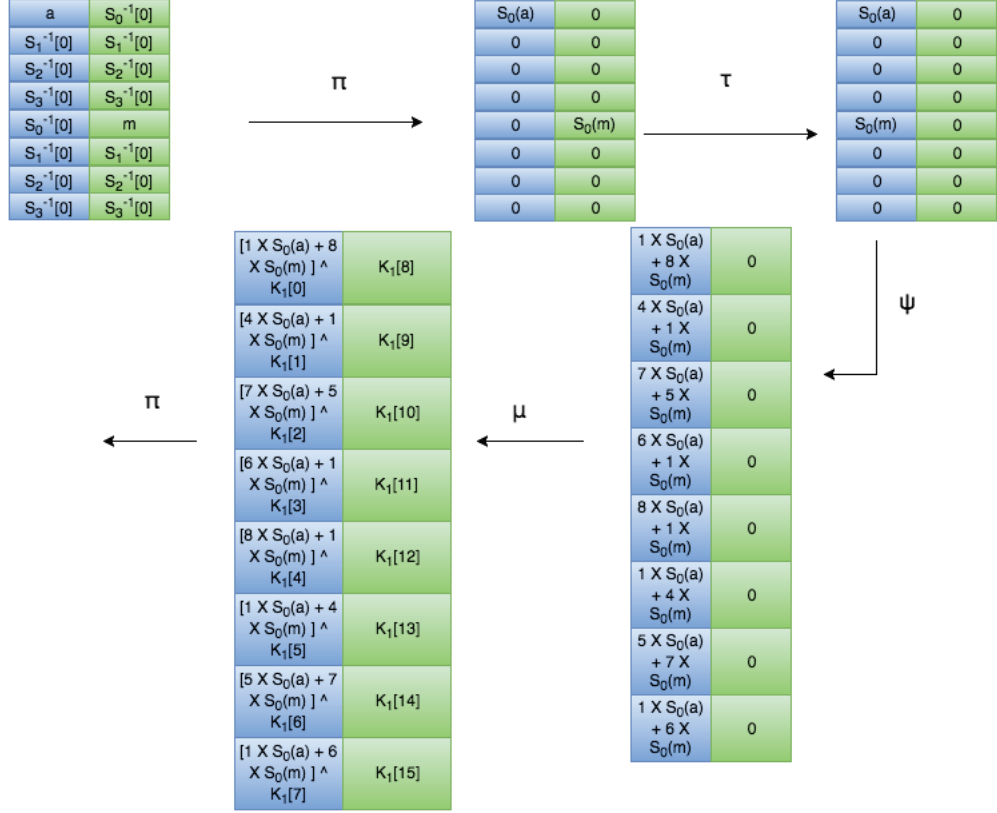 a S₀⁻¹[0]
S₁⁻¹[0] S₁⁻¹[0]
S₂⁻¹[0] S₂⁻¹[0]
S₃⁻¹[0] S₃⁻¹[0]
S₀⁻¹[0] m
S₁⁻¹[0] S₁⁻¹[0]
S₂⁻¹[0] S₂⁻¹[0]
S₃⁻¹[0] S₃⁻¹[0]
π
S₀(a) 0
0 0
0 0
0 0
0 S₀(m)
0 0
0 0
0 0
τ
S₀(a) 0
0 0
0 0
0 0
S₀(m) 0
0 0
0 0
0 0
ψ
1 X S₀(a)
+ 8 X
S₀(m)
0
4 X S₀(a)
+ 1 X
S₀(m)
0
7 X S₀(a)
+ 5 X
S₀(m)
0
6 X S₀(a)
+ 1 X
S₀(m)
0
8 X S₀(a)
+ 1 X
S₀(m)
0
1 X S₀(a)
+ 4 X
S₀(m)
0
5 X S₀(a)
+ 7 X
S₀(m)
0
1 X S₀(a)
+ 6 X
S₀(m)
0
μ
[1 X S₀(a) + 8
X S₀(m) ] ^
K₁[0]
K₁[8]
[4 X S₀(a) + 1
X S₀(m) ] ^
K₁[1]
K₁[9]
[7 X S₀(a) + 5
X S₀(m) ] ^
K₁[2]
K₁[10]
[6 X S₀(a) + 1
X S₀(m) ] ^
K₁[3]
K₁[11]
[8 X S₀(a) + 1
X S₀(m) ] ^
K₁[4]
K₁[12]
[1 X S₀(a) + 4
X S₀(m) ] ^
K₁[5]
K₁[13]
[5 X S₀(a) + 7
X S₀(m) ] ^
K₁[6]
K₁[14]
[1 X S₀(a) + 6
X S₀(m) ] ^
K₁[7]
K₁[15]
π